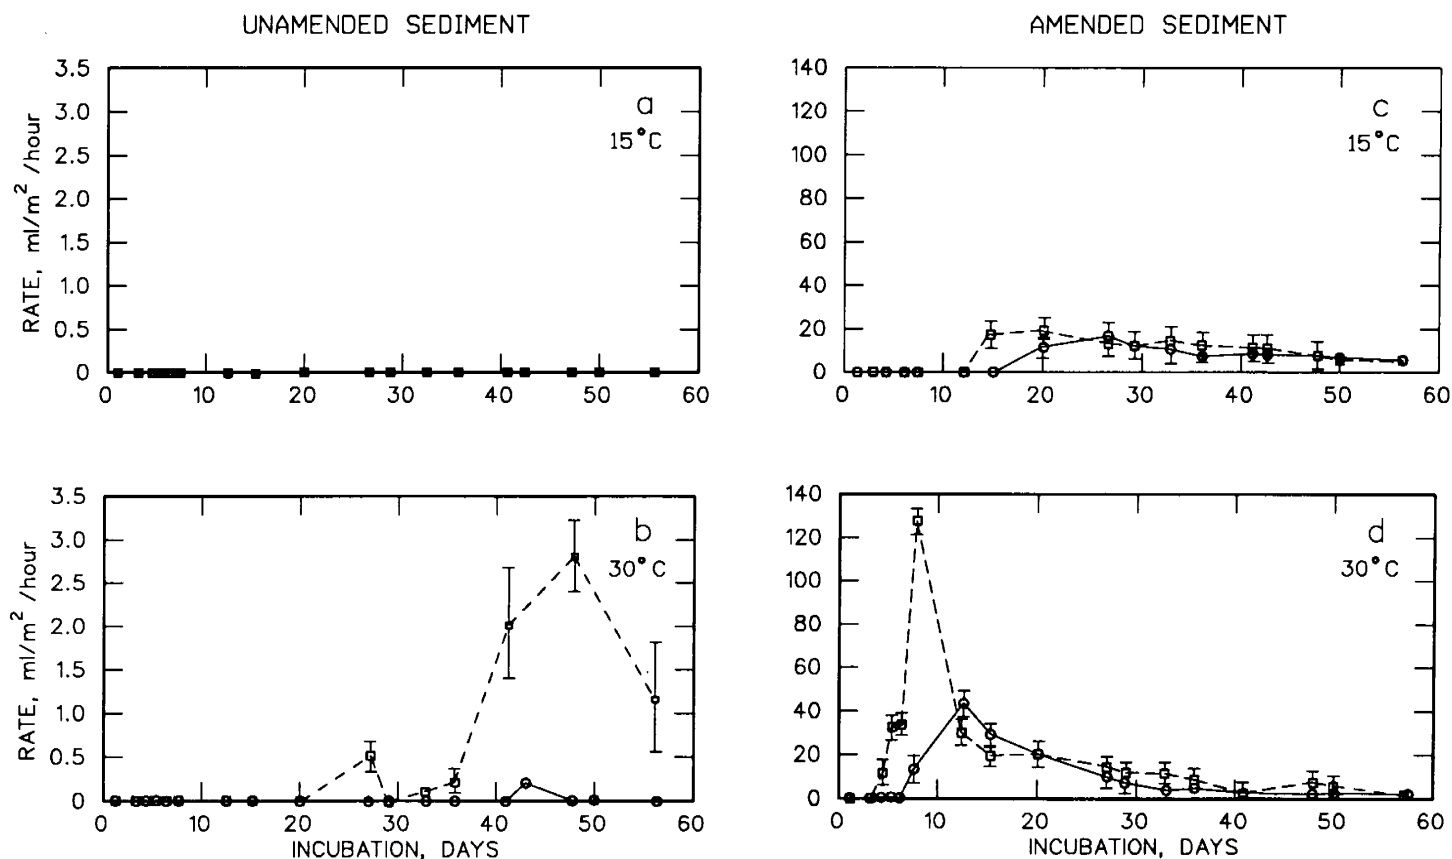 UNAMENDED SEDIMENT
AMENDED SEDIMENT
3.5
3.0
2.5
2.0
1.5
1.0
0.5
0
RATE, ml/m² /hour
a
15°C
0 10 20 30 40 50 60
140
120
100
80
60
40
20
0
c
15°C
0 10 20 30 40 50 60
3.5
3.0
2.5
2.0
1.5
1.0
0.5
0
RATE, ml/m² /hour
b
30°C
0 10 20 30 40 50 60
INCUBATION, DAYS
140
120
100
80
60
40
20
0
d
30°C
0 10 20 30 40 50 60
INCUBATION, DAYS